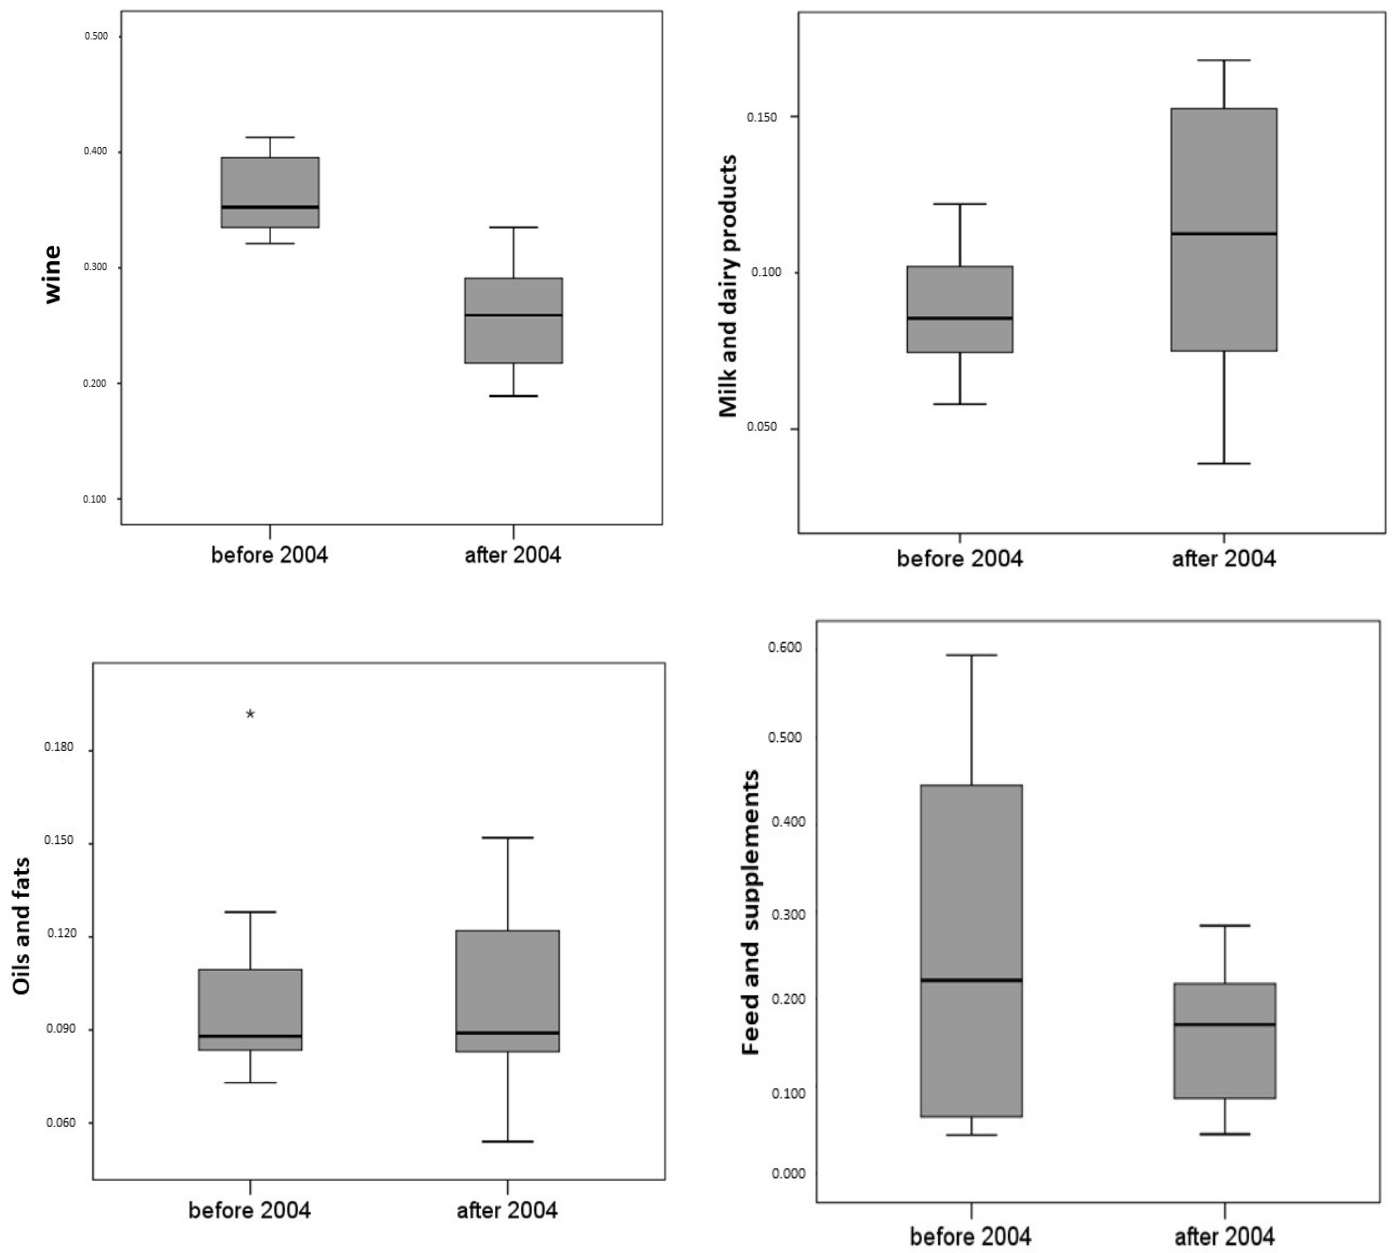 wine
0.500
0.400
0.300
0.200
0.100
before 2004
after 2004
Milk and dairy products
0.150
0.100
0.050
before 2004
after 2004
Oils and fats
*
0.180
0.150
0.120
0.090
0.060
before 2004
after 2004
Feed and supplements
0.600
0.500
0.400
0.300
0.200
0.100
0.000
before 2004
after 2004